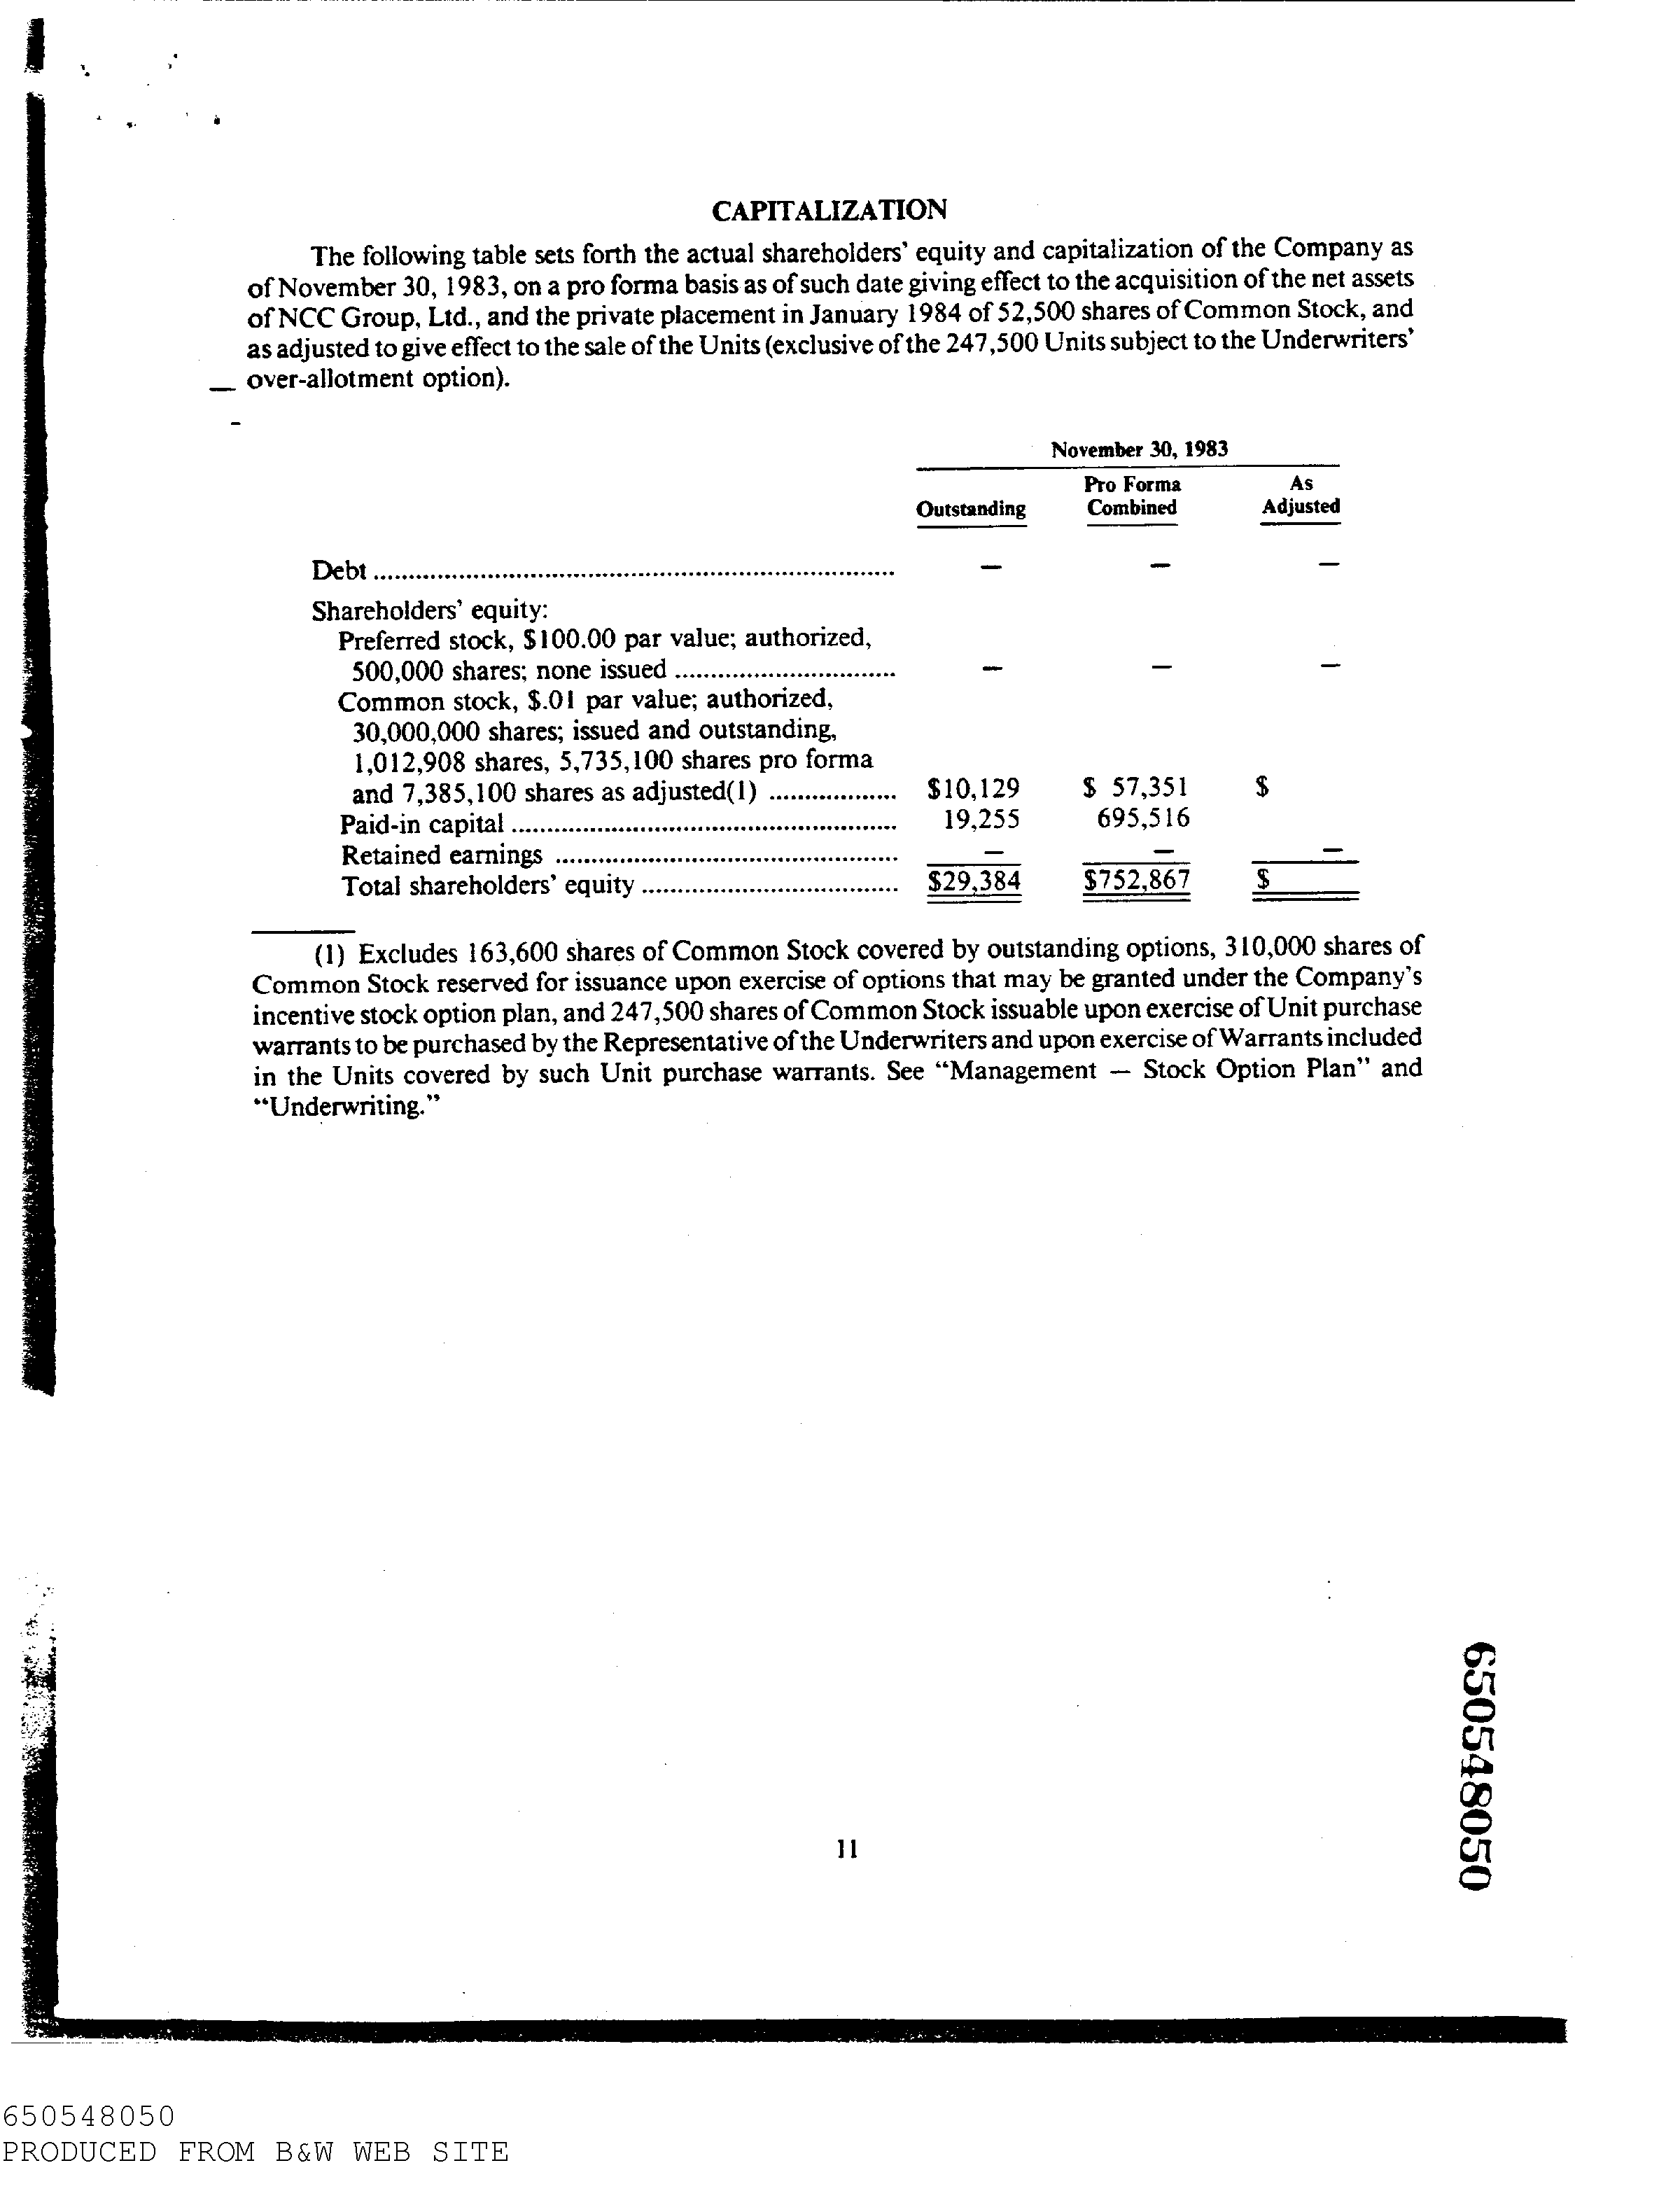 CAPITALIZATION
The following table sets forth the actual shareholders' equity and capitalization of the Company as
of November 30, 1983, on a pro forma basis as of such date giving effect to the acquisition of the net assets
of NCC Group, Ltd., and the private placement in January 1984 of 52,500 shares of Common Stock, and
as adjusted to give effect to the sale of the Units (exclusive of the 247,500 Units subject to the Underwriters'
over-allotment option).
November 30, 1983
Pro Forma As
Outstanding Combined Adjusted
Debt .......................................................................... — — —
Shareholders' equity:
Preferred stock, $100.00 par value; authorized,
500,000 shares; none issued ............................... — — —
Common stock, $.01 par value; authorized,
30,000,000 shares; issued and outstanding,
1,012,908 shares, 5,735,100 shares pro forma
and 7,385,100 shares as adjusted(1) .................. $10,129 $ 57,351 $
Paid-in capital ...................................................... 19,255 695,516
Retained earnings ................................................ — — —
Total shareholders' equity .................................... $29,384 $752,867 $
(1) Excludes 163,600 shares of Common Stock covered by outstanding options, 310,000 shares of
Common Stock reserved for issuance upon exercise of options that may be granted under the Company's
incentive stock option plan, and 247,500 shares of Common Stock issuable upon exercise of Unit purchase
warrants to be purchased by the Representative of the Underwriters and upon exercise of Warrants included
in the Units covered by such Unit purchase warrants. See “Management — Stock Option Plan” and
“Underwriting.”
650548050
11
650548050
PRODUCED FROM B&W WEB SITE